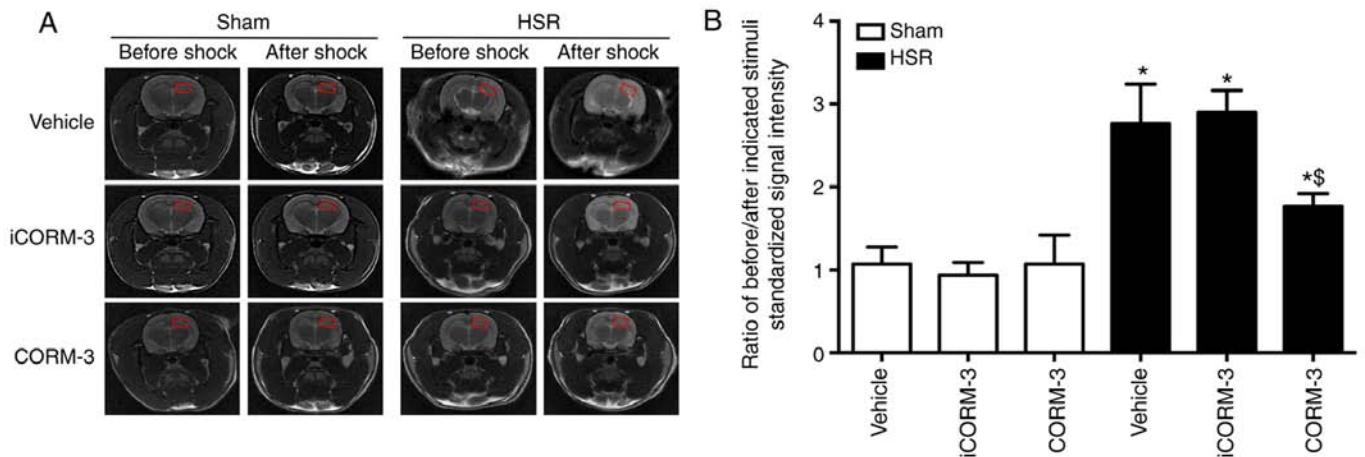 A
Sham
HSR
Before shock
After shock
Before shock
After shock
Vehicle
iCORM-3
CORM-3
B
Ratio of before/after indicated stimuli
standardized signal intensity
4
3
2
1
0
Sham
HSR
*
*
*$
Vehicle
iCORM-3
CORM-3
Vehicle
iCORM-3
CORM-3